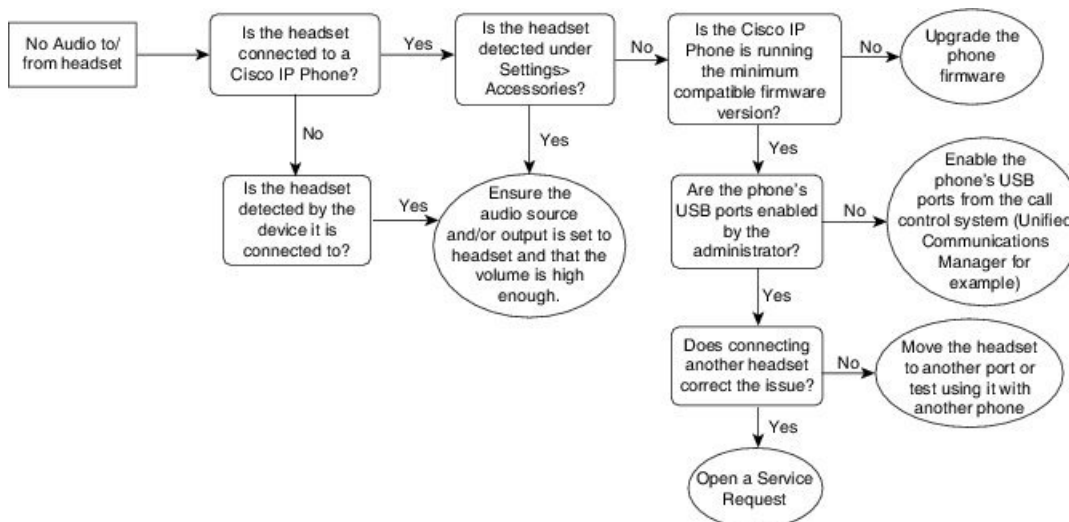 No Audio to/
from headset
Is the headset
connected to a
Cisco IP Phone?
Yes
Is the headset
detected under
Settings>
Accessories?
No
Is the Cisco IP
Phone is running
the minimum
compatible firmware
version?
No
Upgrade the
phone
firmware
No
Yes
Yes
Is the headset
detected by the
device it is
connected to?
Yes
Ensure the
audio source
and/or output is set to
headset and that the
volume is high
enough.
Are the phone's
USB ports enabled
by the
administrator?
No
Enable the
phone's USB
ports from the call
control system (Unified
Communications
Manager for
example)
Yes
Does connecting
another headset
correct the issue?
No
Move the headset
to another port or
test using it with
another phone
Yes
Open a Service
Request